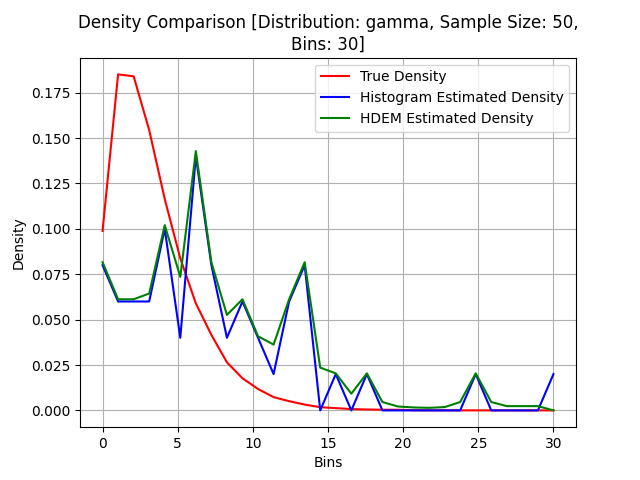 Density Comparison [Distribution: gamma, Sample Size: 50,
Bins: 30]
True Density
Histogram Estimated Density
HDEM Estimated Density
Density
0.175
0.150
0.125
0.100
0.075
0.050
0.025
0.000
0 5 10 15 20 25 30
Bins